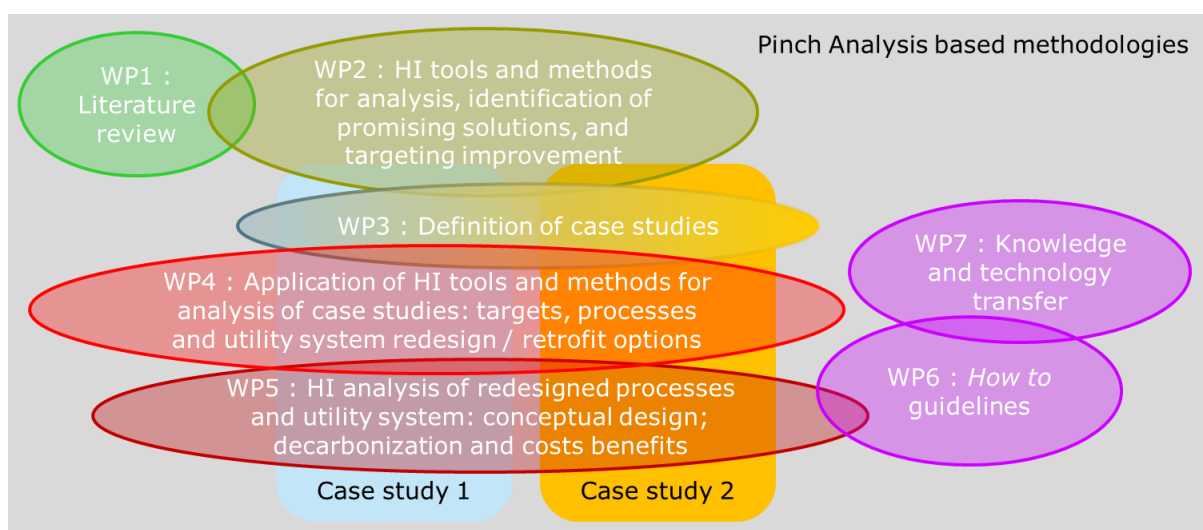 Pinch Analysis based methodologies
WP1 :
Literature
review
WP2 : HI tools and methods
for analysis, identification of
promising solutions, and
targeting improvement
WP3 : Definition of case studies
WP4 : Application of HI tools and methods for
analysis of case studies: targets, processes
and utility system redesign / retrofit options
WP5 : HI analysis of redesigned processes
and utility system: conceptual design;
decarbonization and costs benefits
WP7 : Knowledge
and technology
transfer
WP6 : How to
guidelines
Case study 1
Case study 2